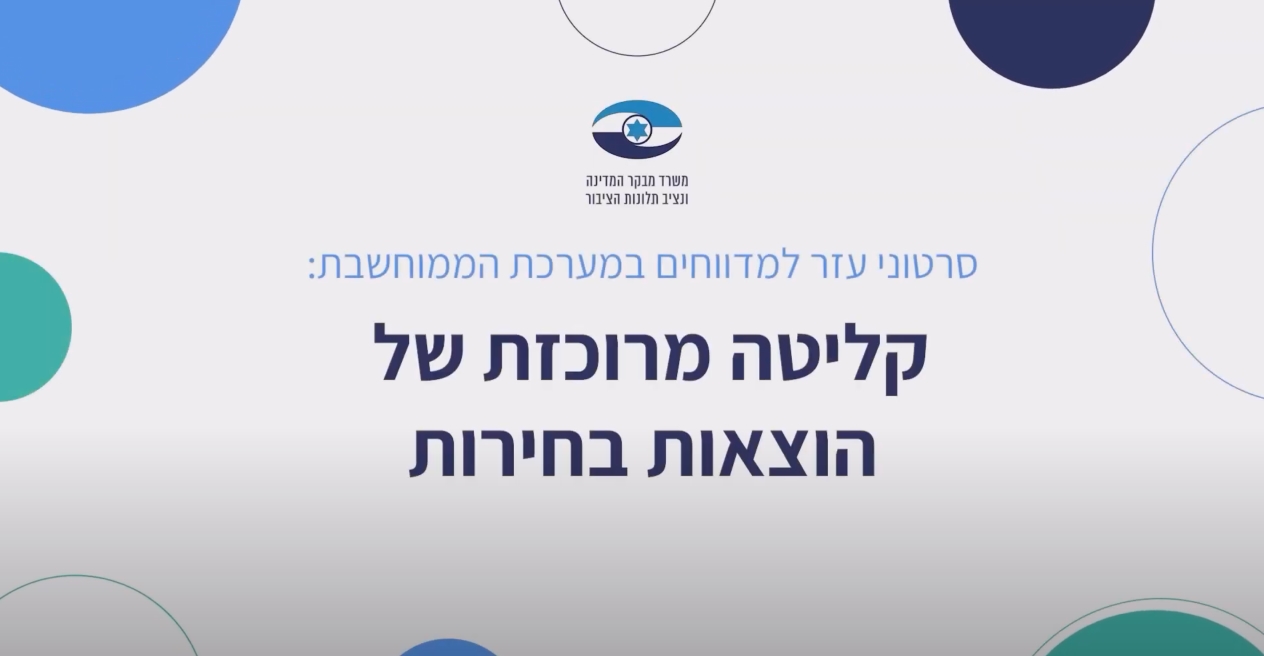 משרד מבקר המדינה
ונציב תלונות הציבור
סרטוני עזר למדווחים במערכת הממוחשבת:
קליטה מרוכזת של
הוצאות בחירות